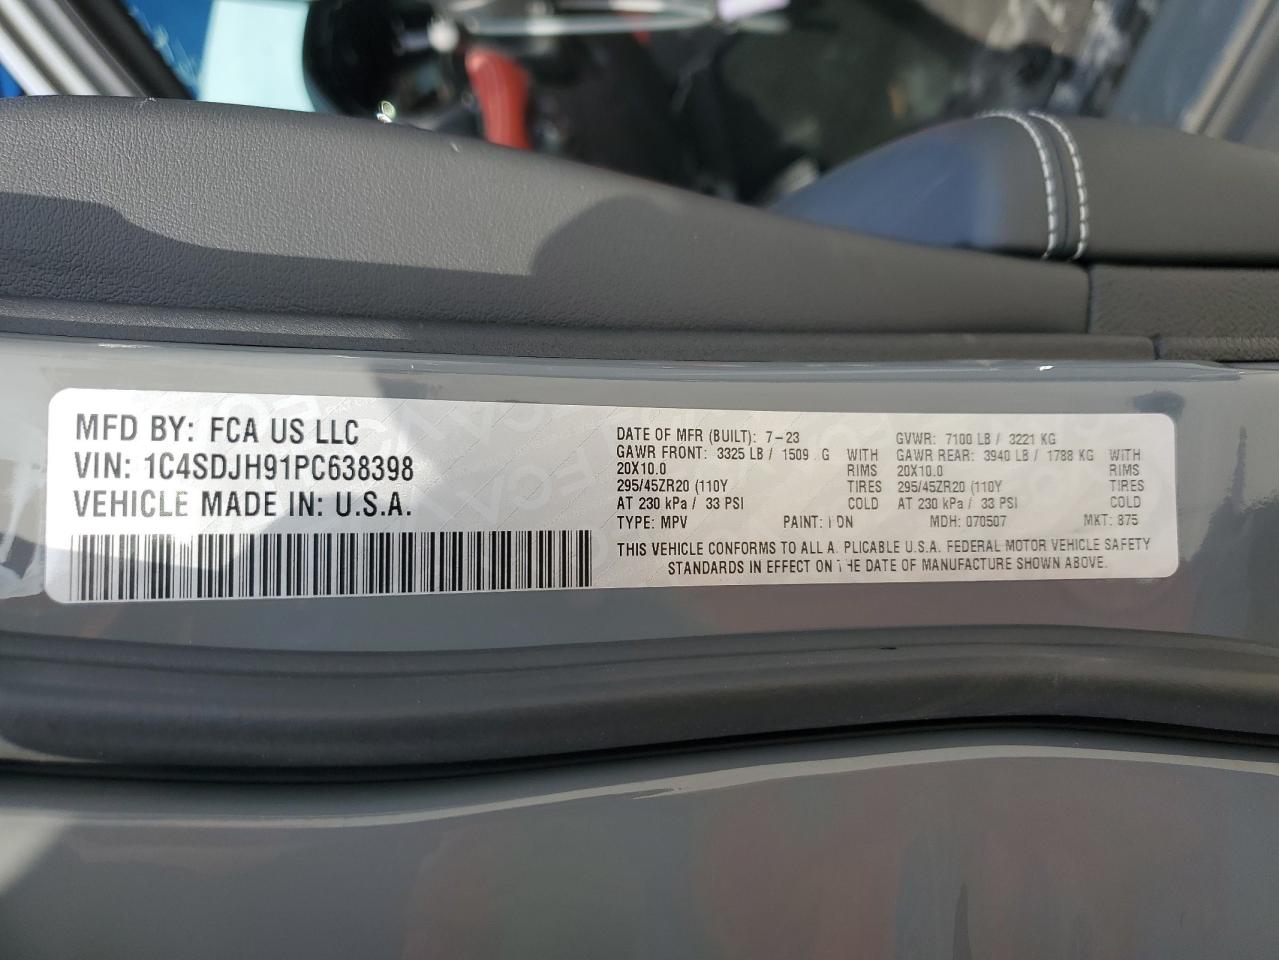 MFD BY: FCA US LLC
VIN: 1C4SDJH91PC638398
VEHICLE MADE IN: U.S.A.
DATE OF MFR (BUILT): 7-23
GAWR FRONT: 3325 LB / 1509 G WITH
20X10.0 RIMS
295/45ZR20 (110Y TIRES
AT 230 kPa / 33 PSI COLD
TYPE: MPV PAINT: DN
GVWR: 7100 LB / 3221 KG
GAWR REAR: 3940 LB / 1788 KG WITH
20X10.0 RIMS
295/45ZR20 (110Y TIRES
AT 230 kPa / 33 PSI COLD
MDH: 070507 MKT: 875
THIS VEHICLE CONFORMS TO ALL A. PLICABLE U.S.A. FEDERAL MOTOR VEHICLE SAFETY
STANDARDS IN EFFECT ON THE DATE OF MANUFACTURE SHOWN ABOVE.